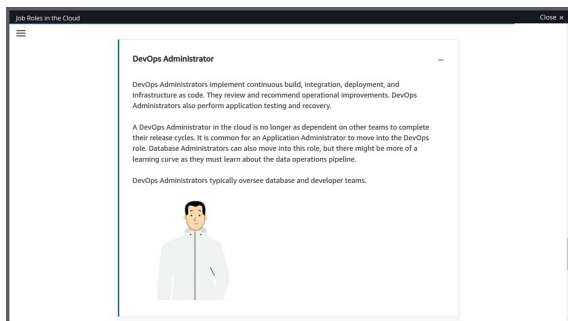 Job Roles in the Cloud
Close ×
DevOps Administrator
DevOps Administrators implement continuous build, integration, deployment, and
infrastructure as code. They review and recommend operational improvements. DevOps
Administrators also perform application testing and recovery.
A DevOps Administrator in the cloud is no longer as dependent on other teams to complete
their release cycles. It is common for an Application Administrator to move into the DevOps
role. Database Administrators can also move into this role, but there might be more of a
learning curve as they must learn about the data operations pipeline.
DevOps Administrators typically oversee database and developer teams.